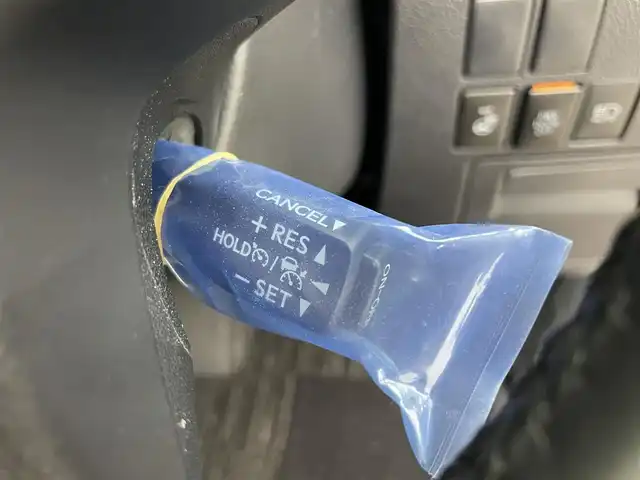 CANCEL
+ RES
HOLD /
- SET
ON-OFF